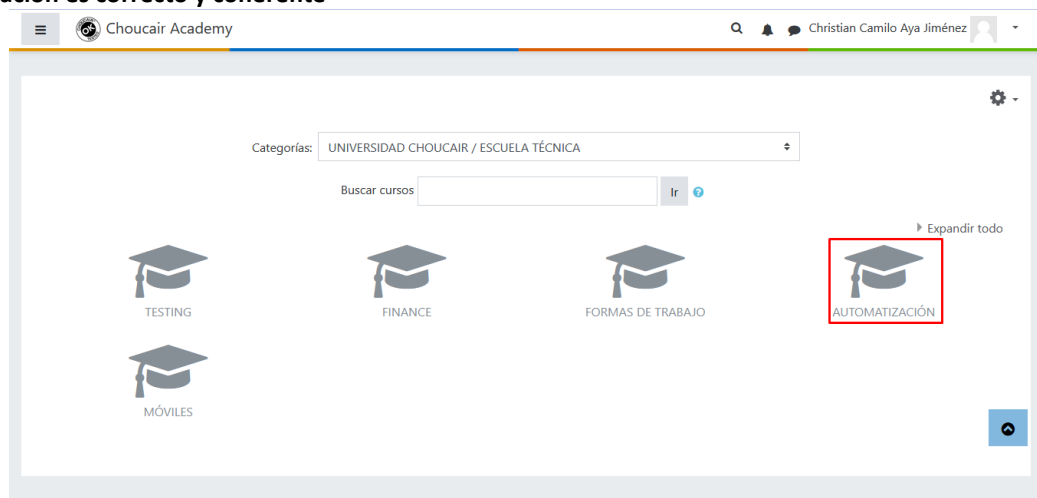 ación es correcto y coherente
Choucair Academy
Christian Camilo Aya Jiménez
Categorías: UNIVERSIDAD CHOUCAIR / ESCUELA TÉCNICA
Buscar cursos Ir
Expandir todo
TESTING FINANCE FORMAS DE TRABAJO AUTOMATIZACIÓN
MÓVILES